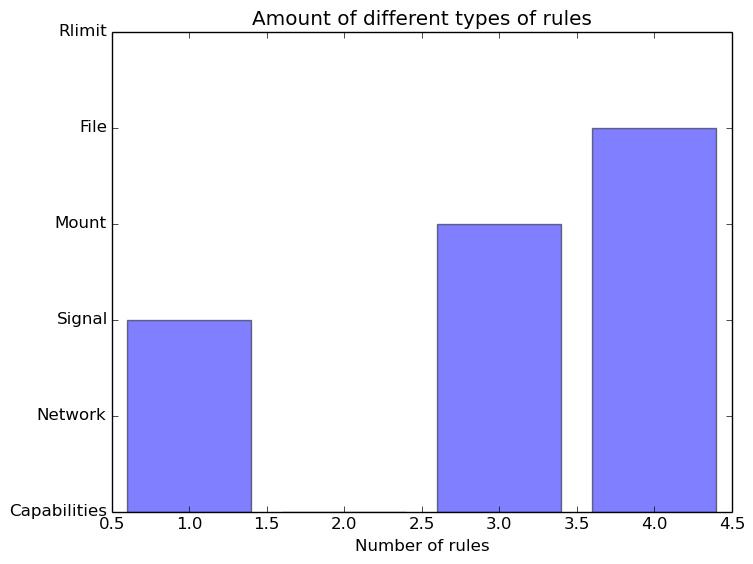 Amount of different types of rules
Rlimit
File
Mount
Signal
Network
Capabilities
0.5 1.0 1.5 2.0 2.5 3.0 3.5 4.0 4.5
Number of rules